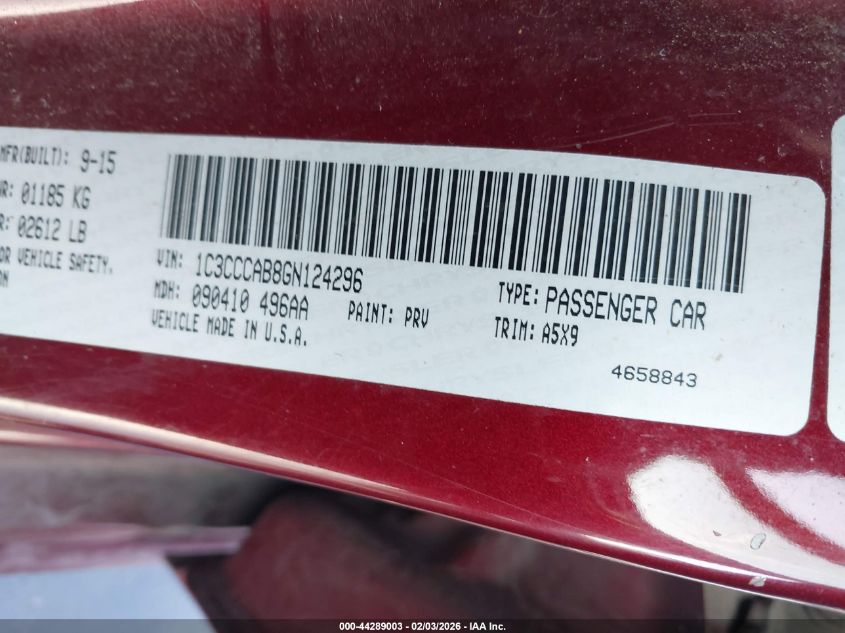 MFR(BUILT): 9-15
01185 KG
02612 LB
VEHICLE SAFETY.
VIN: 1C3CCCAB8GN124296
MDH: 090410 496AA
PAINT: PRV
VEHICLE MADE IN U.S.A.
TYPE: PASSENGER CAR
TRIM: A5X9
4658843
000-44289003 - 02/03/2026 - IAA Inc.